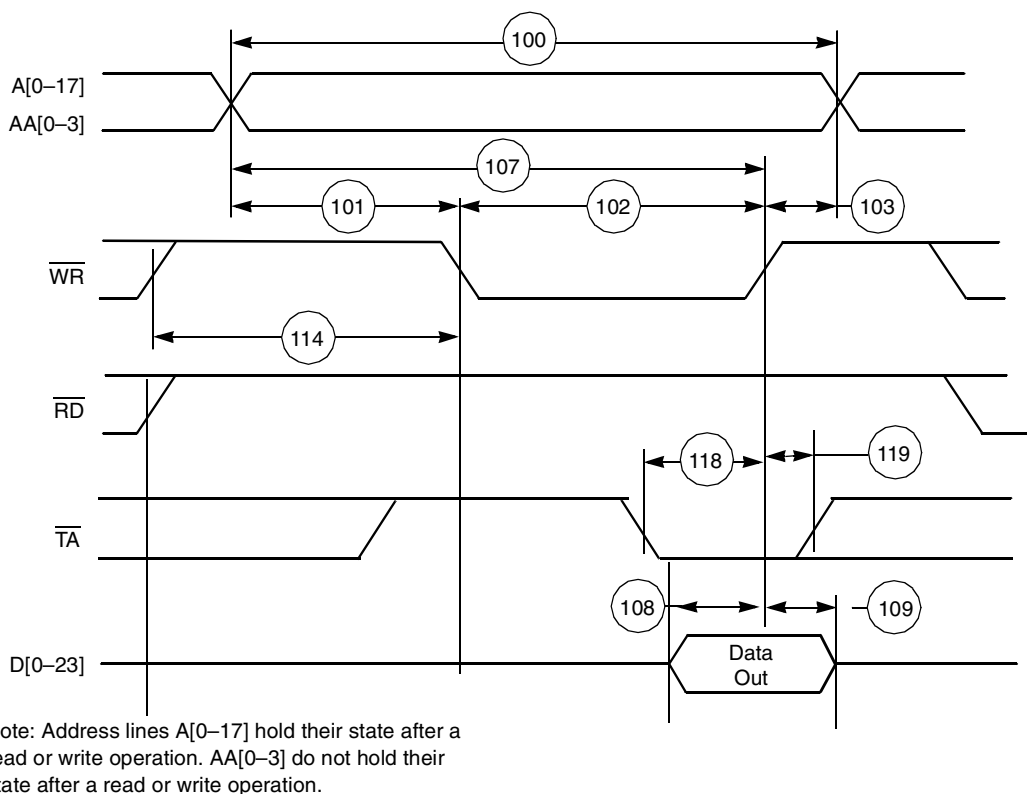 100
A[0–17]
AA[0–3]
107
101
102
103
WR
114
RD
118
119
TA
108
109
D[0–23]
Data
Out
ote: Address lines A[0–17] hold their state after a
ead or write operation. AA[0–3] do not hold their
tate after a read or write operation.